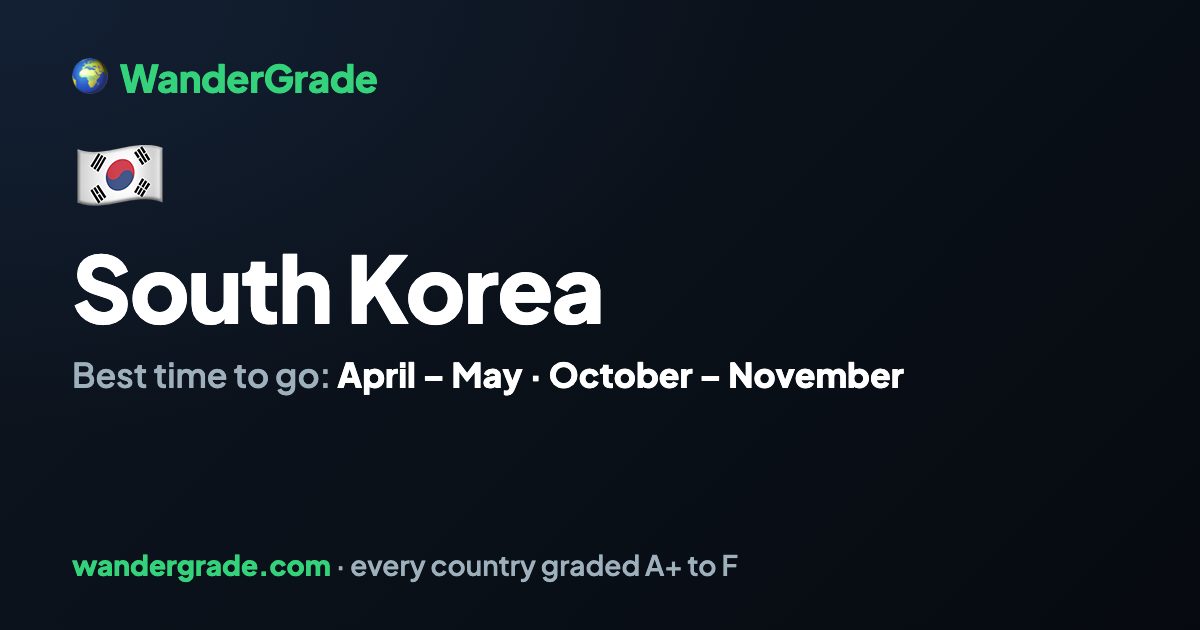 WanderGrade
South Korea
Best time to go: April – May · October – November
wandergrade.com · every country graded A+ to F